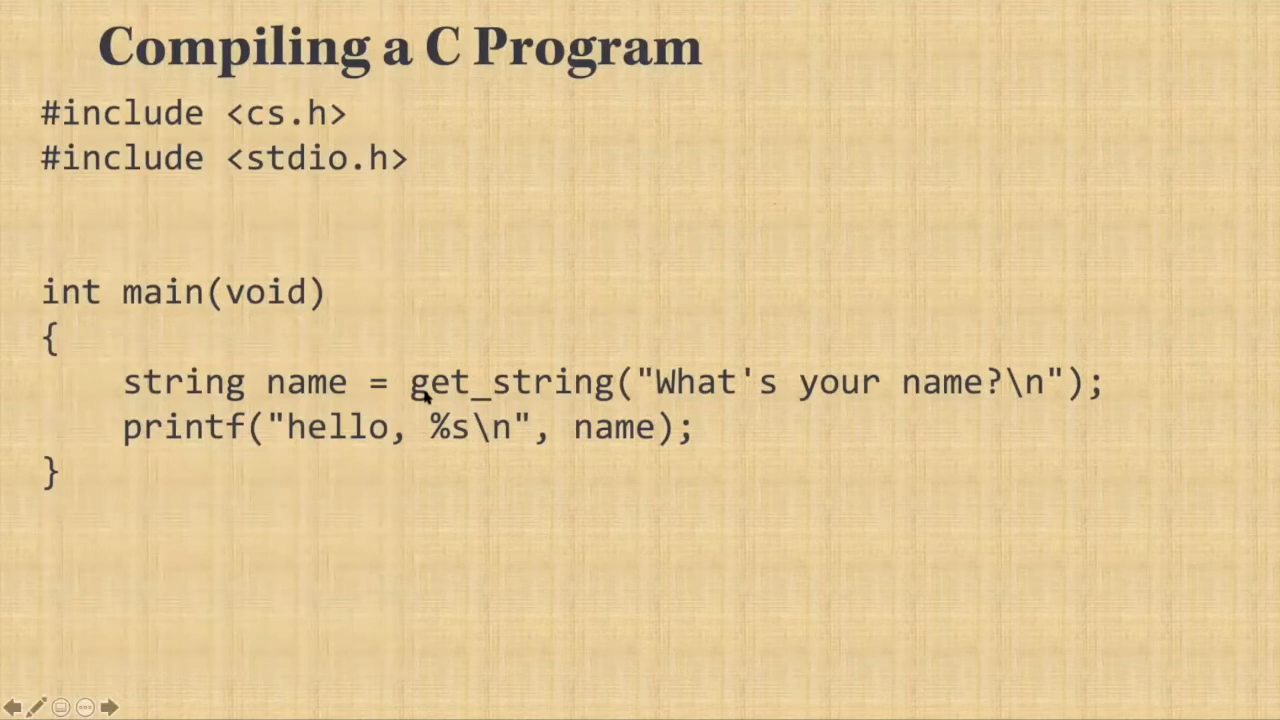 Compiling a C Program
#include <cs.h>
#include <stdio.h>
int main(void)
{
    string name = get_string("What's your name?\n");
    printf("hello, %s\n", name);
}